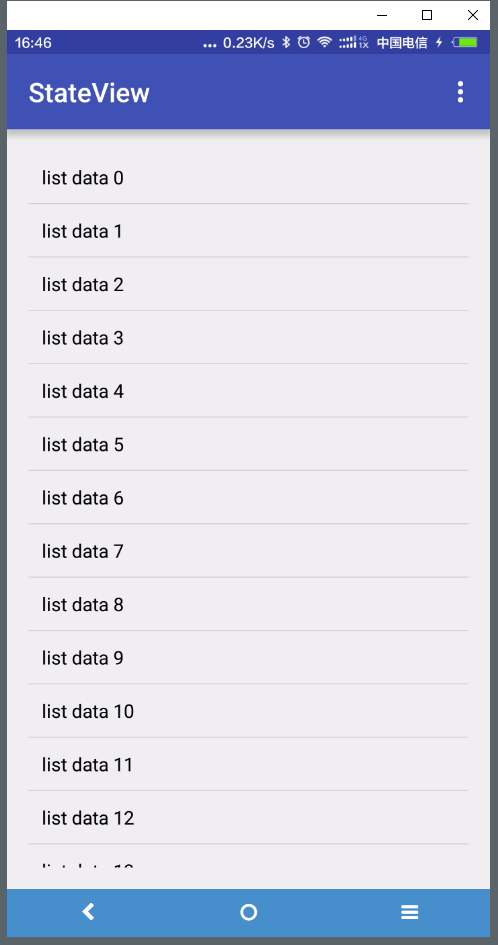 16:46 ... 0.23K/s 4G 1X 中国电信
StateView
list data 0
list data 1
list data 2
list data 3
list data 4
list data 5
list data 6
list data 7
list data 8
list data 9
list data 10
list data 11
list data 12